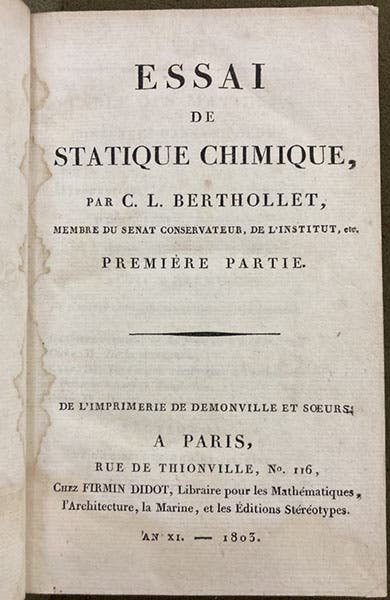 ESSAI
DE
STATIQUE CHIMIQUE,
PAR C. L. BERTHOLLET,
MEMBRE DU SENAT CONSERVATEUR, DE L'INSTITUT, etc.
PREMIÈRE PARTIE.
DE L'IMPRIMERIE DE DEMONVILLE ET SŒURS;
A PARIS,
RUE DE THIONVILLE, No. 116,
Chez FIRMIN DIDOT, Libraire pour les Mathématiques,
l'Architecture, la Marine, et les Éditions Stéréotypes.
AN XI. — 1803.